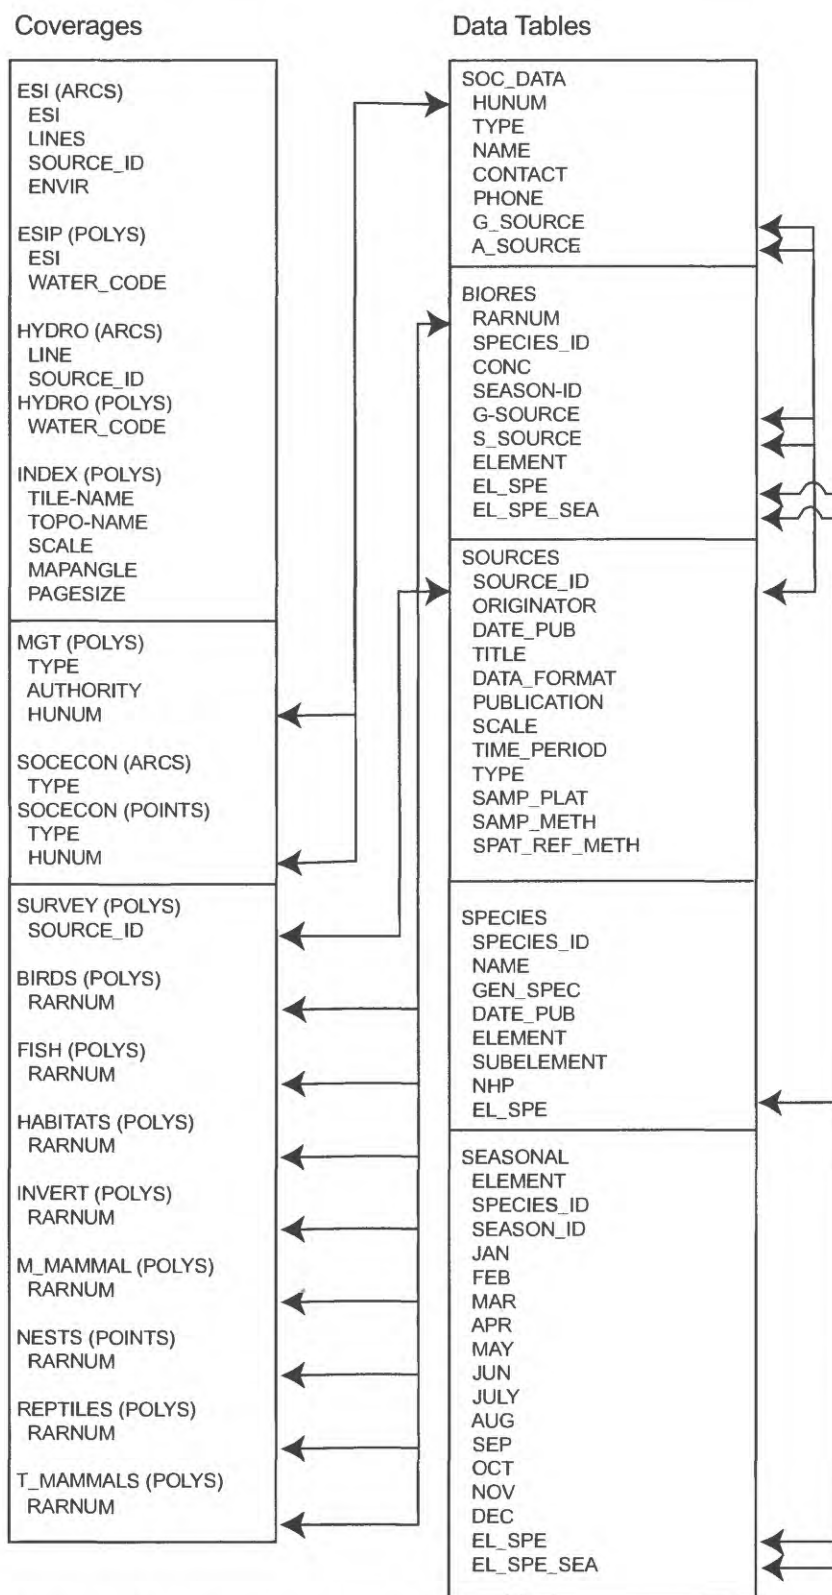 Coverages
ESI (ARCS)
ESI
LINES
SOURCE_ID
ENVIR
ESIP (POLYS)
ESI
WATER_CODE
HYDRO (ARCS)
LINE
SOURCE_ID
HYDRO (POLYS)
WATER_CODE
INDEX (POLYS)
TILE-NAME
TOPO-NAME
SCALE
MAPANGLE
PAGESIZE
MGT (POLYS)
TYPE
AUTHORITY
HUNUM
SOCECON (ARCS)
TYPE
SOCECON (POINTS)
TYPE
HUNUM
SURVEY (POLYS)
SOURCE_ID
BIRDS (POLYS)
RARNUM
FISH (POLYS)
RARNUM
HABITATS (POLYS)
RARNUM
INVERT (POLYS)
RARNUM
M_MAMMAL (POLYS)
RARNUM
NESTS (POINTS)
RARNUM
REPTILES (POLYS)
RARNUM
T_MAMMALS (POLYS)
RARNUM
Data Tables
SOC_DATA
HUNUM
TYPE
NAME
CONTACT
PHONE
G_SOURCE
A_SOURCE
BIORES
RARNUM
SPECIES_ID
CONC
SEASON-ID
G-SOURCE
S_SOURCE
ELEMENT
EL_SPE
EL_SPE_SEA
SOURCES
SOURCE_ID
ORIGINATOR
DATE_PUB
TITLE
DATA_FORMAT
PUBLICATION
SCALE
TIME_PERIOD
TYPE
SAMP_PLAT
SAMP_METH
SPAT_REF_METH
SPECIES
SPECIES_ID
NAME
GEN_SPEC
DATE_PUB
ELEMENT
SUBELEMENT
NHP
EL_SPE
SEASONAL
ELEMENT
SPECIES_ID
SEASON_ID
JAN
FEB
MAR
APR
MAY
JUN
JULY
AUG
SEP
OCT
NOV
DEC
EL_SPE
EL_SPE_SEA